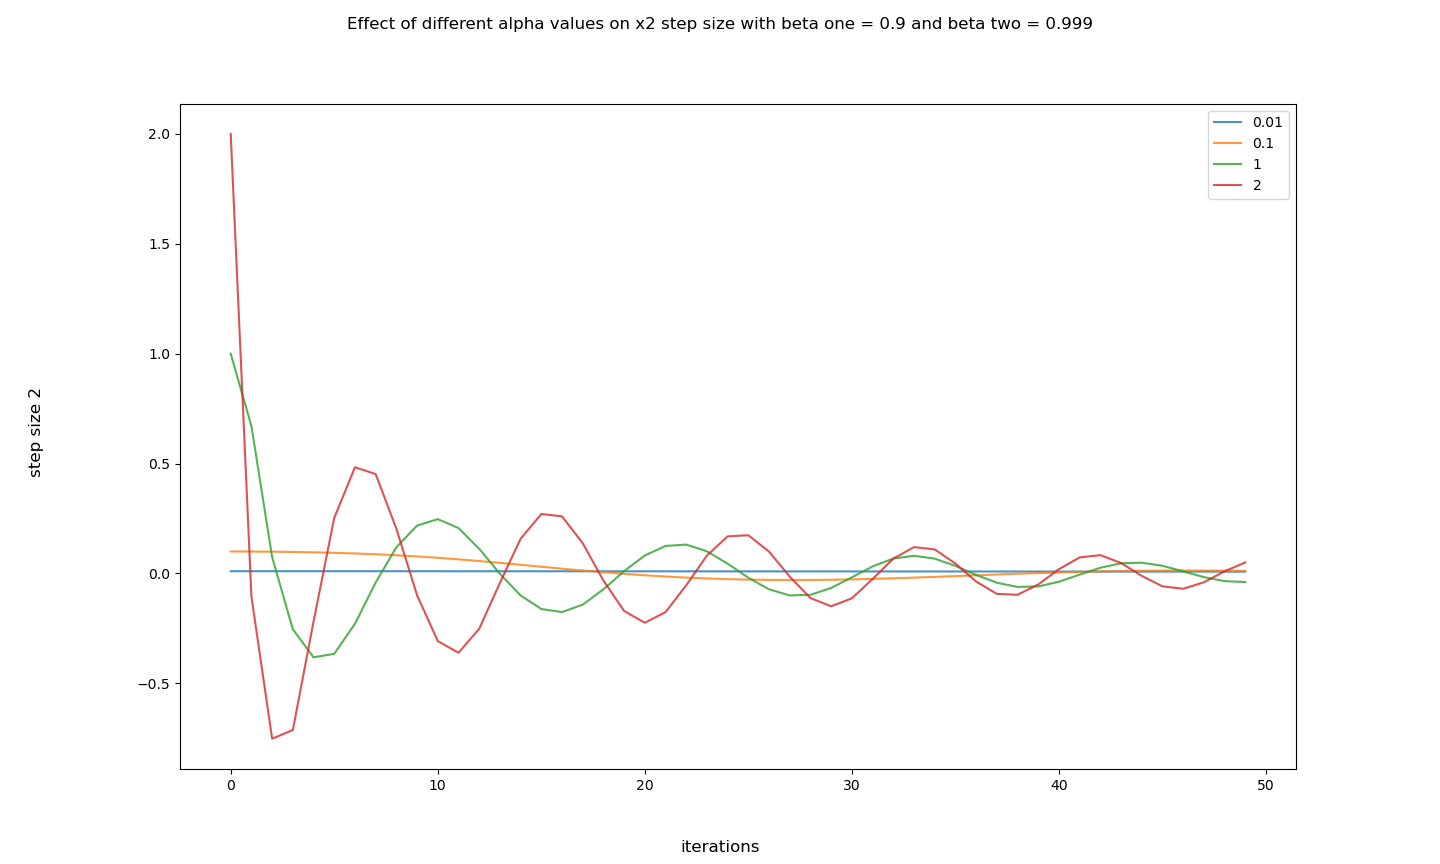 Effect of different alpha values on x2 step size with beta one = 0.9 and beta two = 0.999
0.01
0.1
1
2
2.0
1.5
1.0
0.5
0.0
−0.5
step size 2
0 10 20 30 40 50
iterations